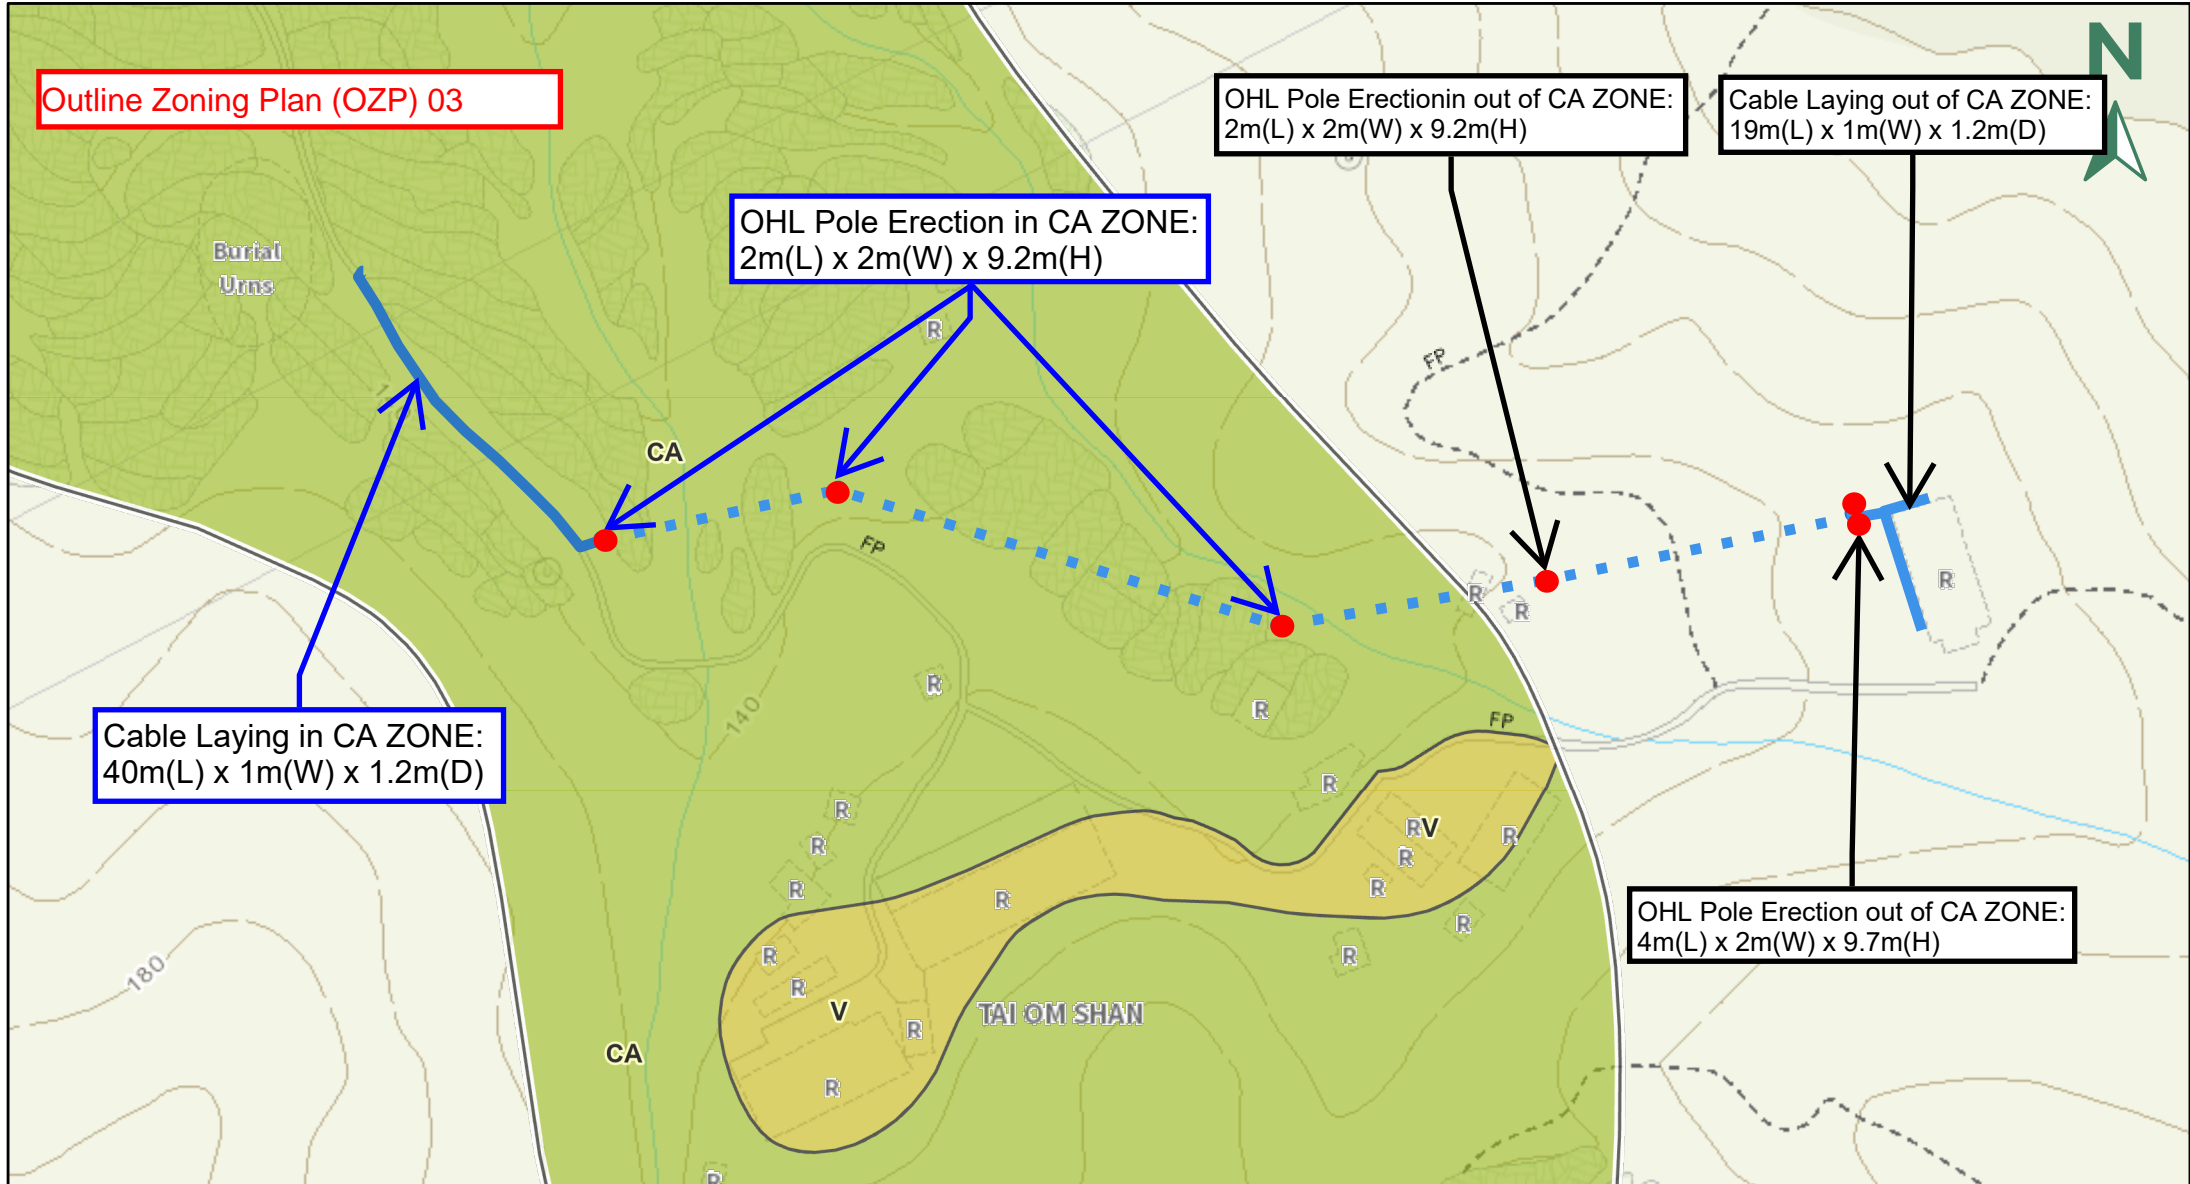 N
Outline Zoning Plan (OZP) 03
OHL Pole Erectionin out of CA ZONE:
2m(L) x 2m(W) x 9.2m(H)
Cable Laying out of CA ZONE:
19m(L) x 1m(W) x 1.2m(D)
OHL Pole Erection in CA ZONE:
2m(L) x 2m(W) x 9.2m(H)
Burial
Urns
R
FP
CA
FP
R
R
R
R
R
140
FP
Cable Laying in CA ZONE:
40m(L) x 1m(W) x 1.2m(D)
R
R
R
V
R
R
R
R
R
R
R
OHL Pole Erection out of CA ZONE:
4m(L) x 2m(W) x 9.7m(H)
R
R
R
180
R
V
TAI OM SHAN
R
CA
R
R